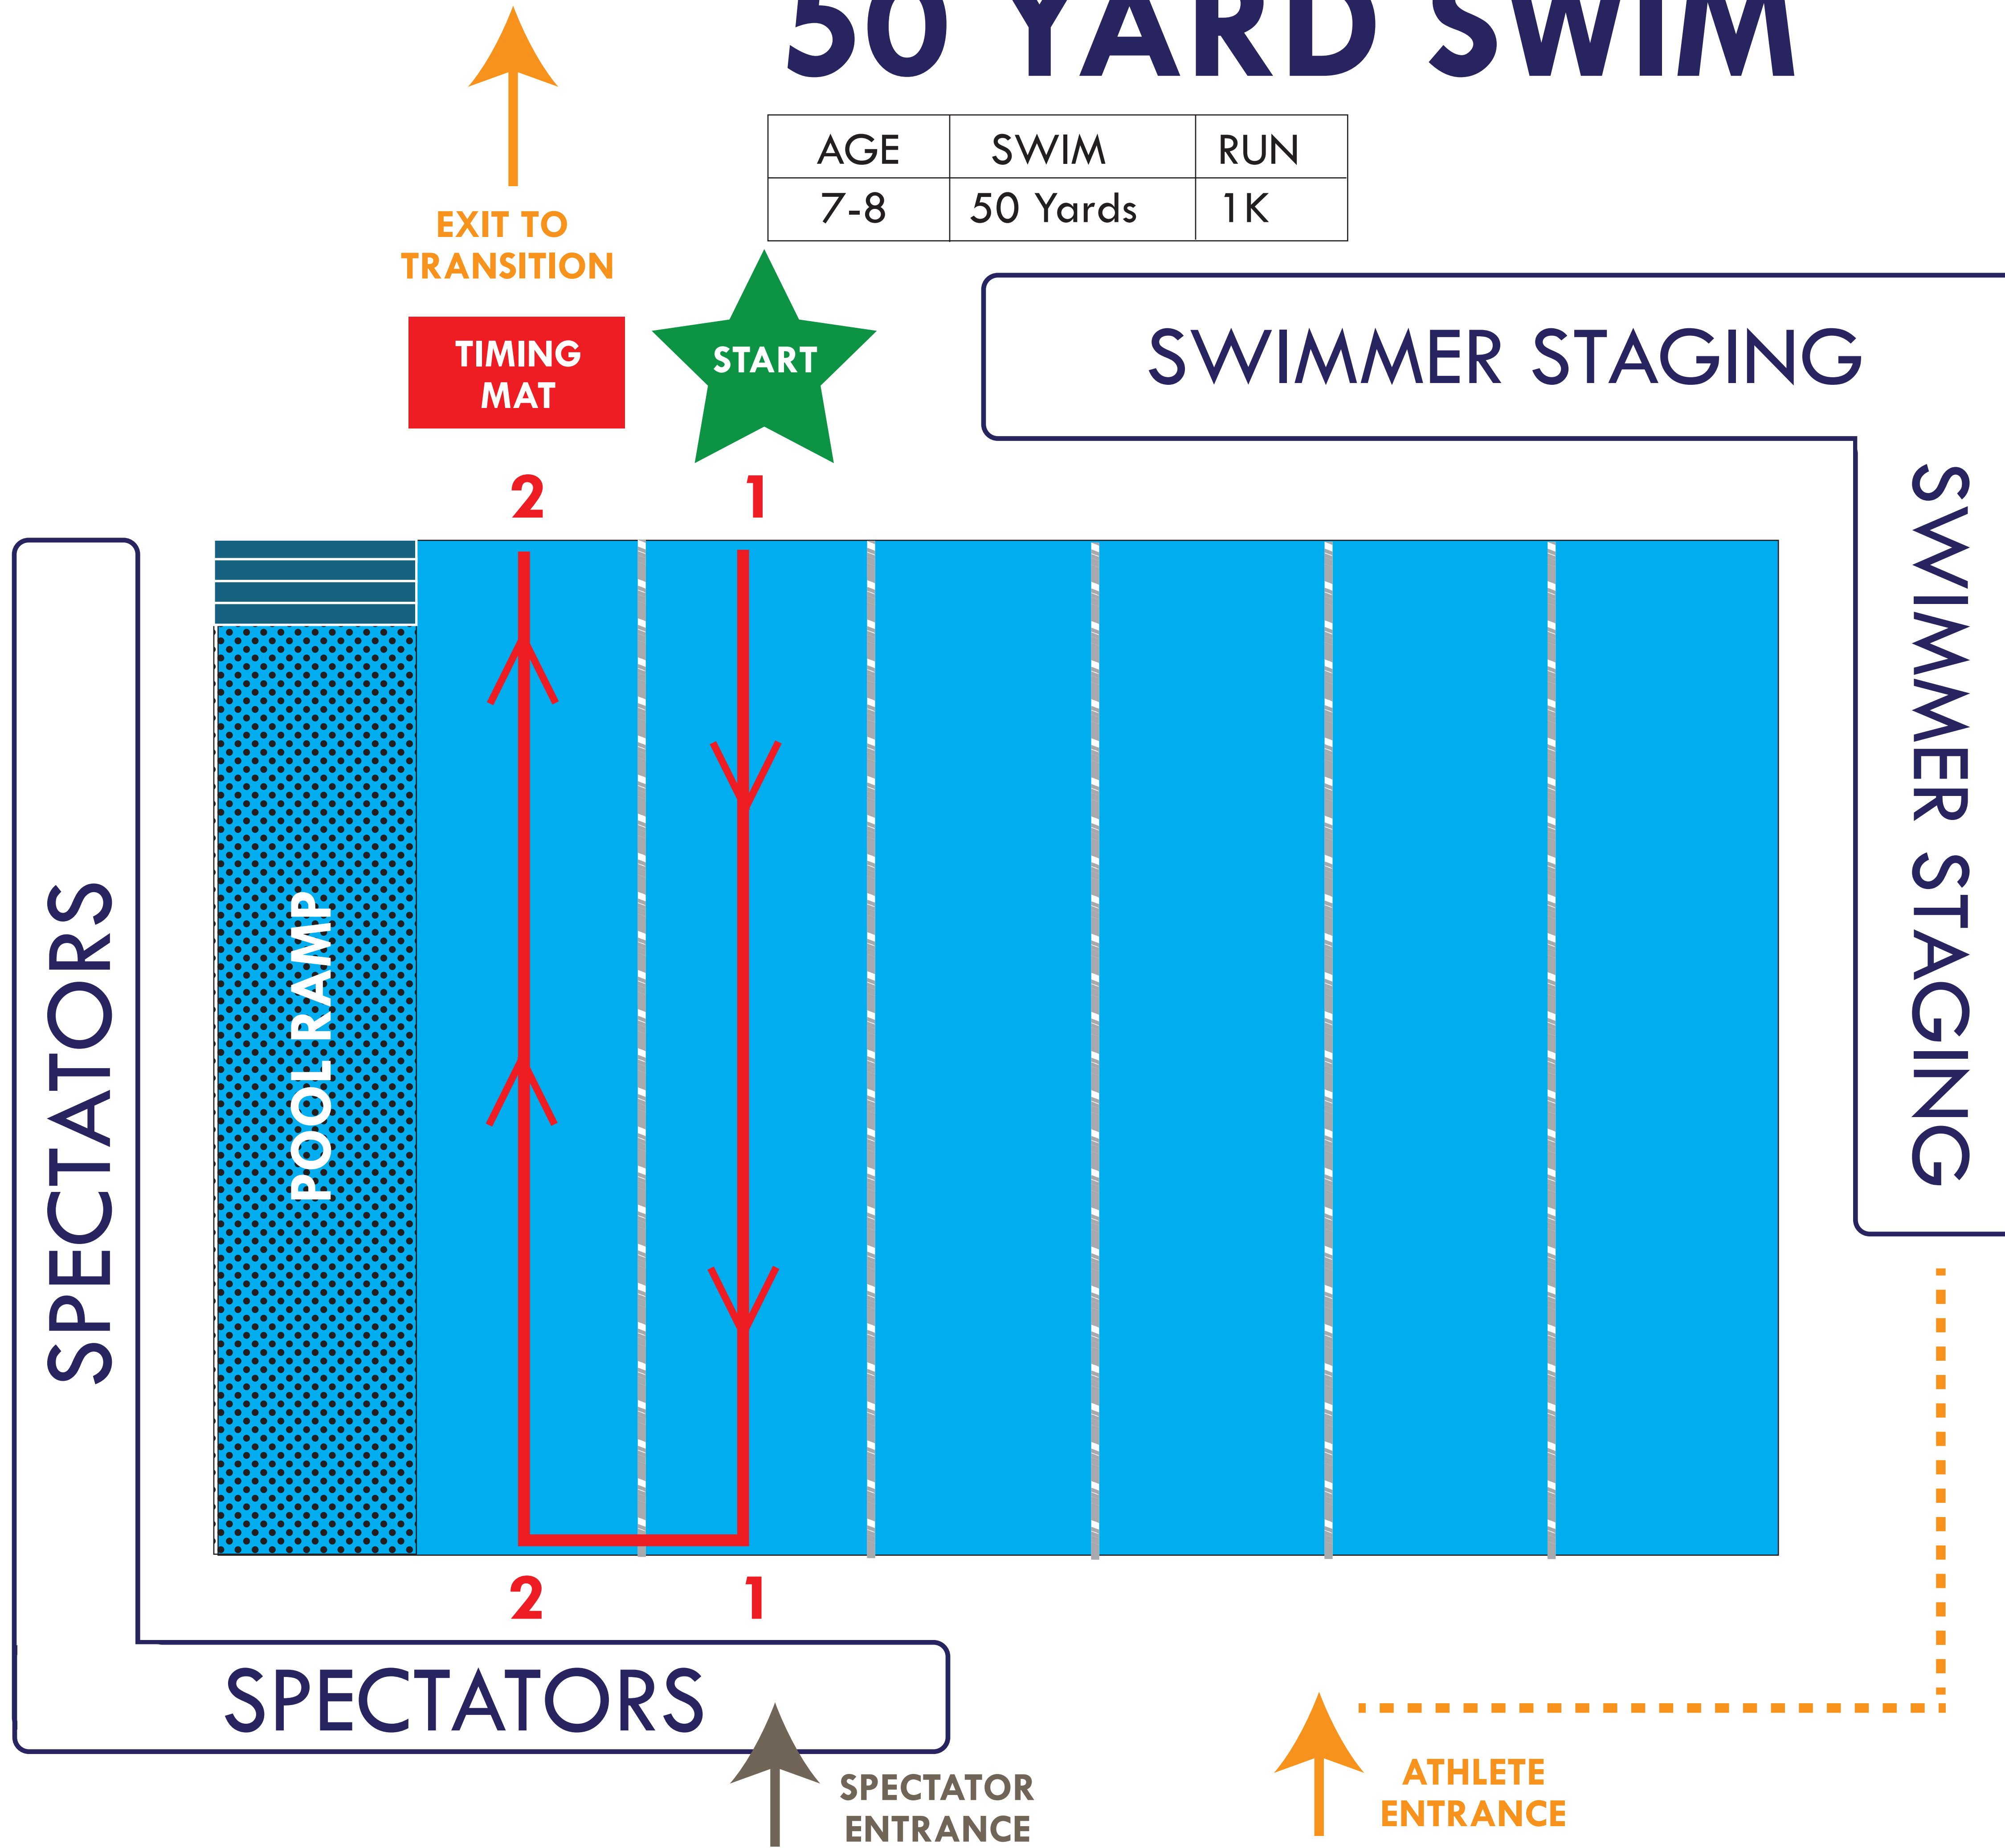 50 YARD SWIM
AGE SWIM RUN
7-8 50 Yards 1K
EXIT TO
TRANSITION
TIMING
MAT
START
SWIMMER STAGING
2 1
SWIMMER STAGING
SPECTATORS
POOL RAMP
2 1
SPECTATORS
SPECTATOR
ENTRANCE
ATHLETE
ENTRANCE